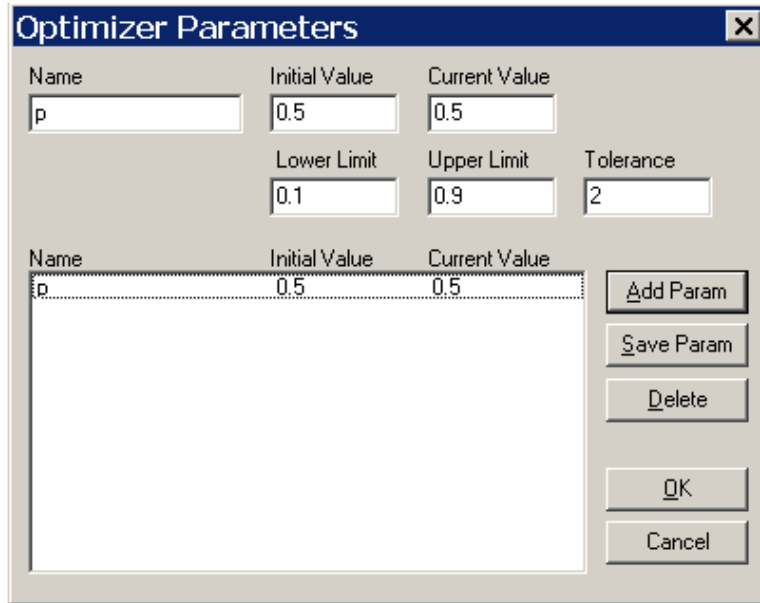 Optimizer Parameters
Name Initial Value Current Value
p 0.5 0.5
Lower Limit Upper Limit Tolerance
0.1 0.9 2
Name Initial Value Current Value
p 0.5 0.5
Add Param
Save Param
Delete
OK
Cancel